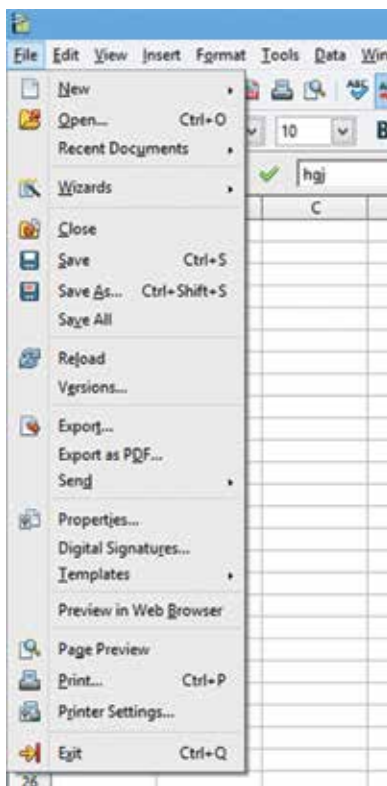 File Edit View Insert Format Tools Data
New
Open... Ctrl+O
10 B
Recent Documents
hgj
Wizards
C
Close
Save Ctrl+S
Save As... Ctrl+Shift+S
Save All
Reload
Versions...
Export...
Export as PDF...
Send
Properties...
Digital Signatures...
Templates
Preview in Web Browser
Page Preview
Print... Ctrl+P
Printer Settings...
Exit Ctrl+Q
26